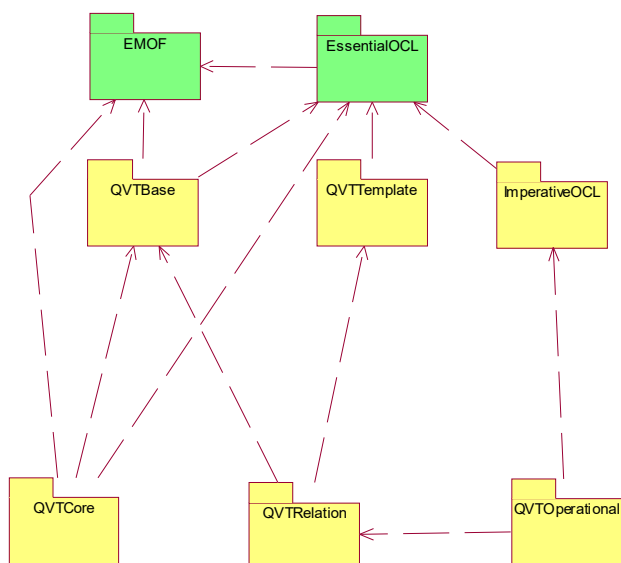 EMOF
EssentialOCL
QVTBase
QVTTemplate
ImperativeOCL
QVTCore
QVTRelation
QVTOperational